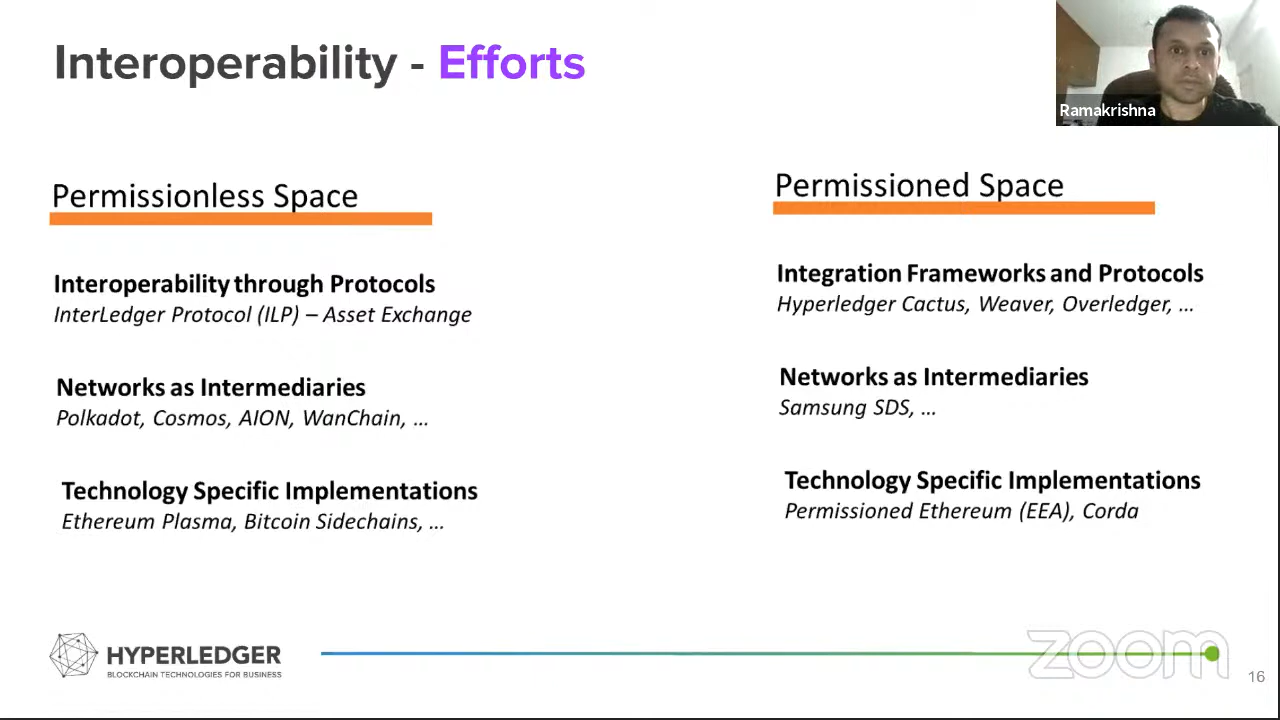 Interoperability - Efforts
Ramakrishna
Permissionless Space
Interoperability through Protocols
InterLedger Protocol (ILP) – Asset Exchange
Networks as Intermediaries
Polkadot, Cosmos, AION, WanChain, ...
Technology Specific Implementations
Ethereum Plasma, Bitcoin Sidechains, ...
Permissioned Space
Integration Frameworks and Protocols
Hyperledger Cactus, Weaver, Overledger, ...
Networks as Intermediaries
Samsung SDS, ...
Technology Specific Implementations
Permissioned Ethereum (EEA), Corda
HYPERLEDGER
BLOCKCHAIN TECHNOLOGIES FOR BUSINESS
zoom
16